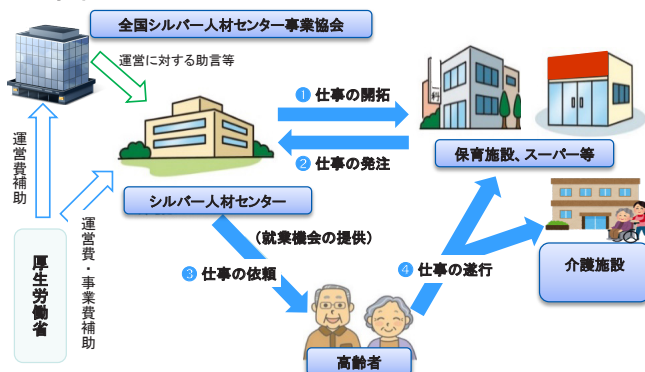 全国シルバー人材センター事業協会
運営に対する助言等
❶ 仕事の開拓
❷ 仕事の発注
保育施設、スーパー等
運営費補助
シルバー人材センター
(就業機会の提供)
厚生労働省
運営費・事業費補助
❸ 仕事の依頼
❹ 仕事の遂行
介護施設
高齢者